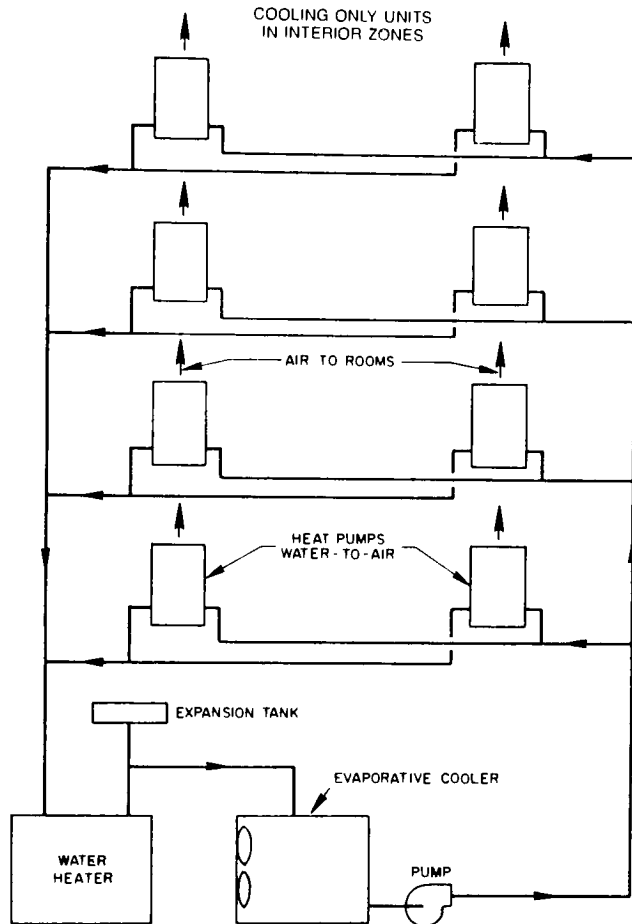 COOLING ONLY UNITS
IN INTERIOR ZONES
AIR TO ROOMS
HEAT PUMPS
WATER-TO-AIR
EXPANSION TANK
EVAPORATIVE COOLER
WATER
HEATER
PUMP